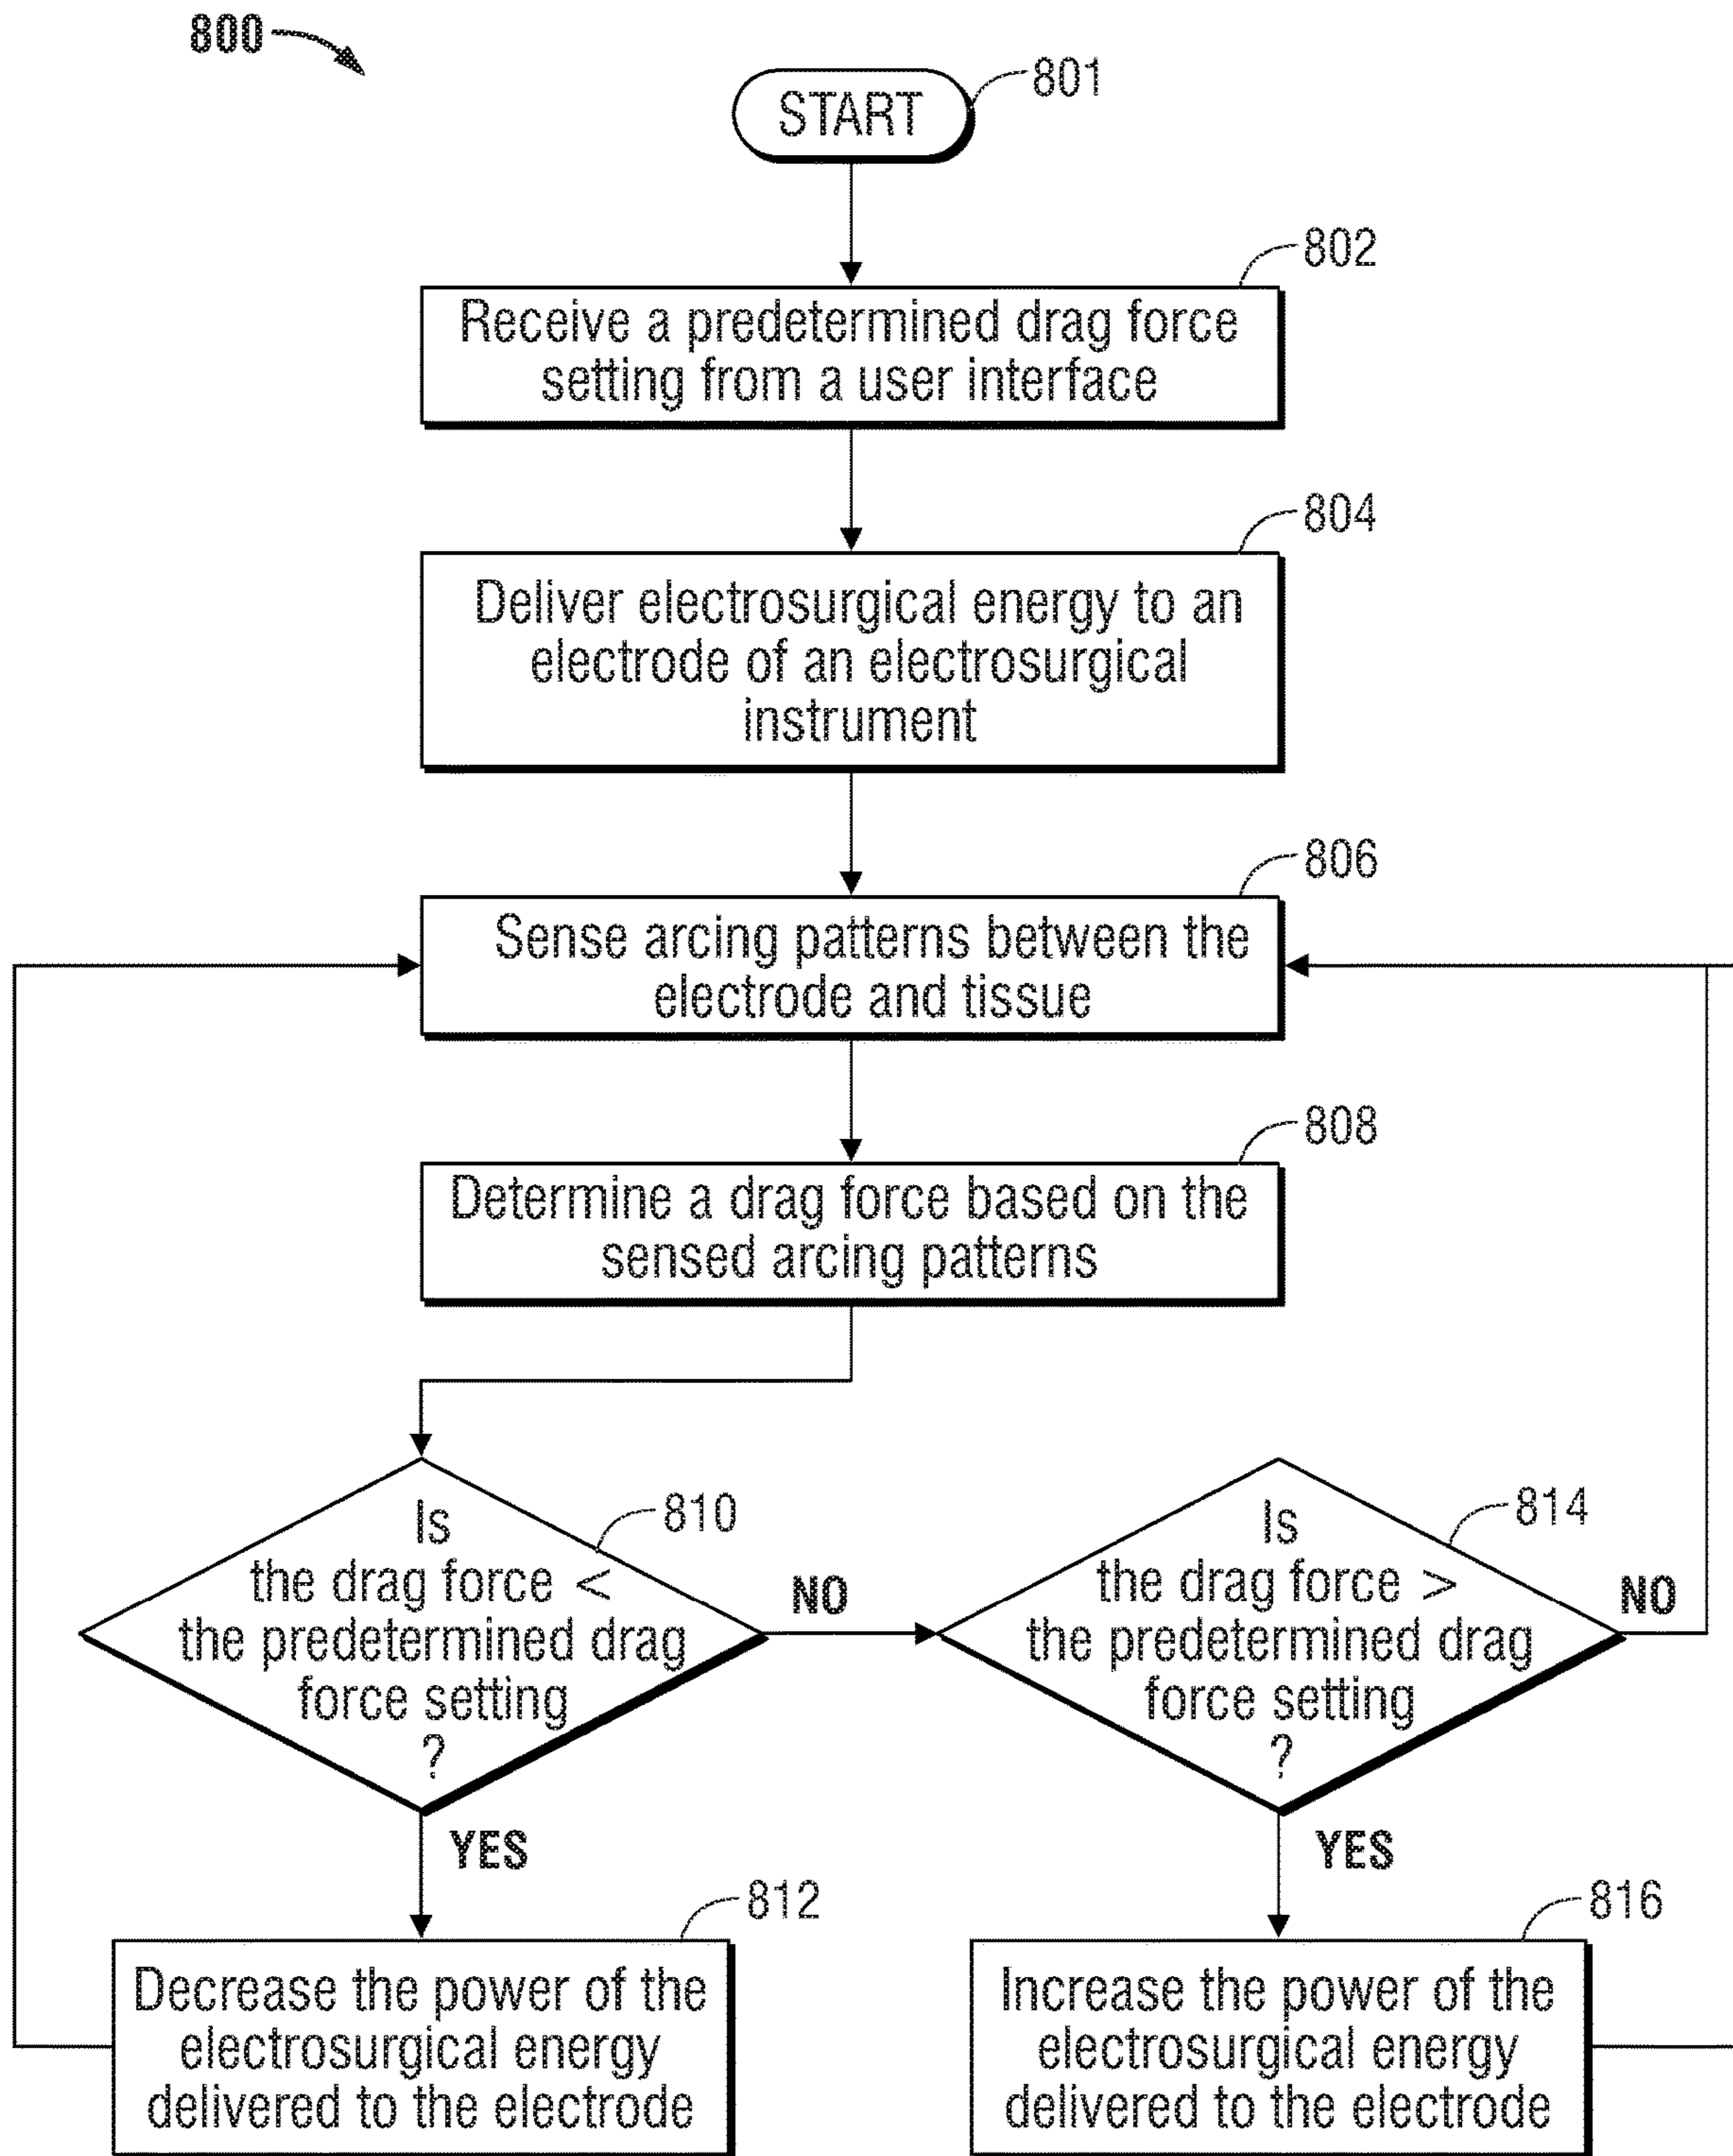 800
START
801
802
Receive a predetermined drag force
setting from a user interface
804
Deliver electrosurgical energy to an
electrode of an electrosurgical
instrument
806
Sense arcing patterns between the
electrode and tissue
808
Determine a drag force based on the
sensed arcing patterns
810
Is
the drag force <
the predetermined drag
force setting
?
NO
YES
814
Is
the drag force >
the predetermined drag
force setting
?
NO
YES
812
Decrease the power of the
electrosurgical energy
delivered to the electrode
816
Increase the power of the
electrosurgical energy
delivered to the electrode